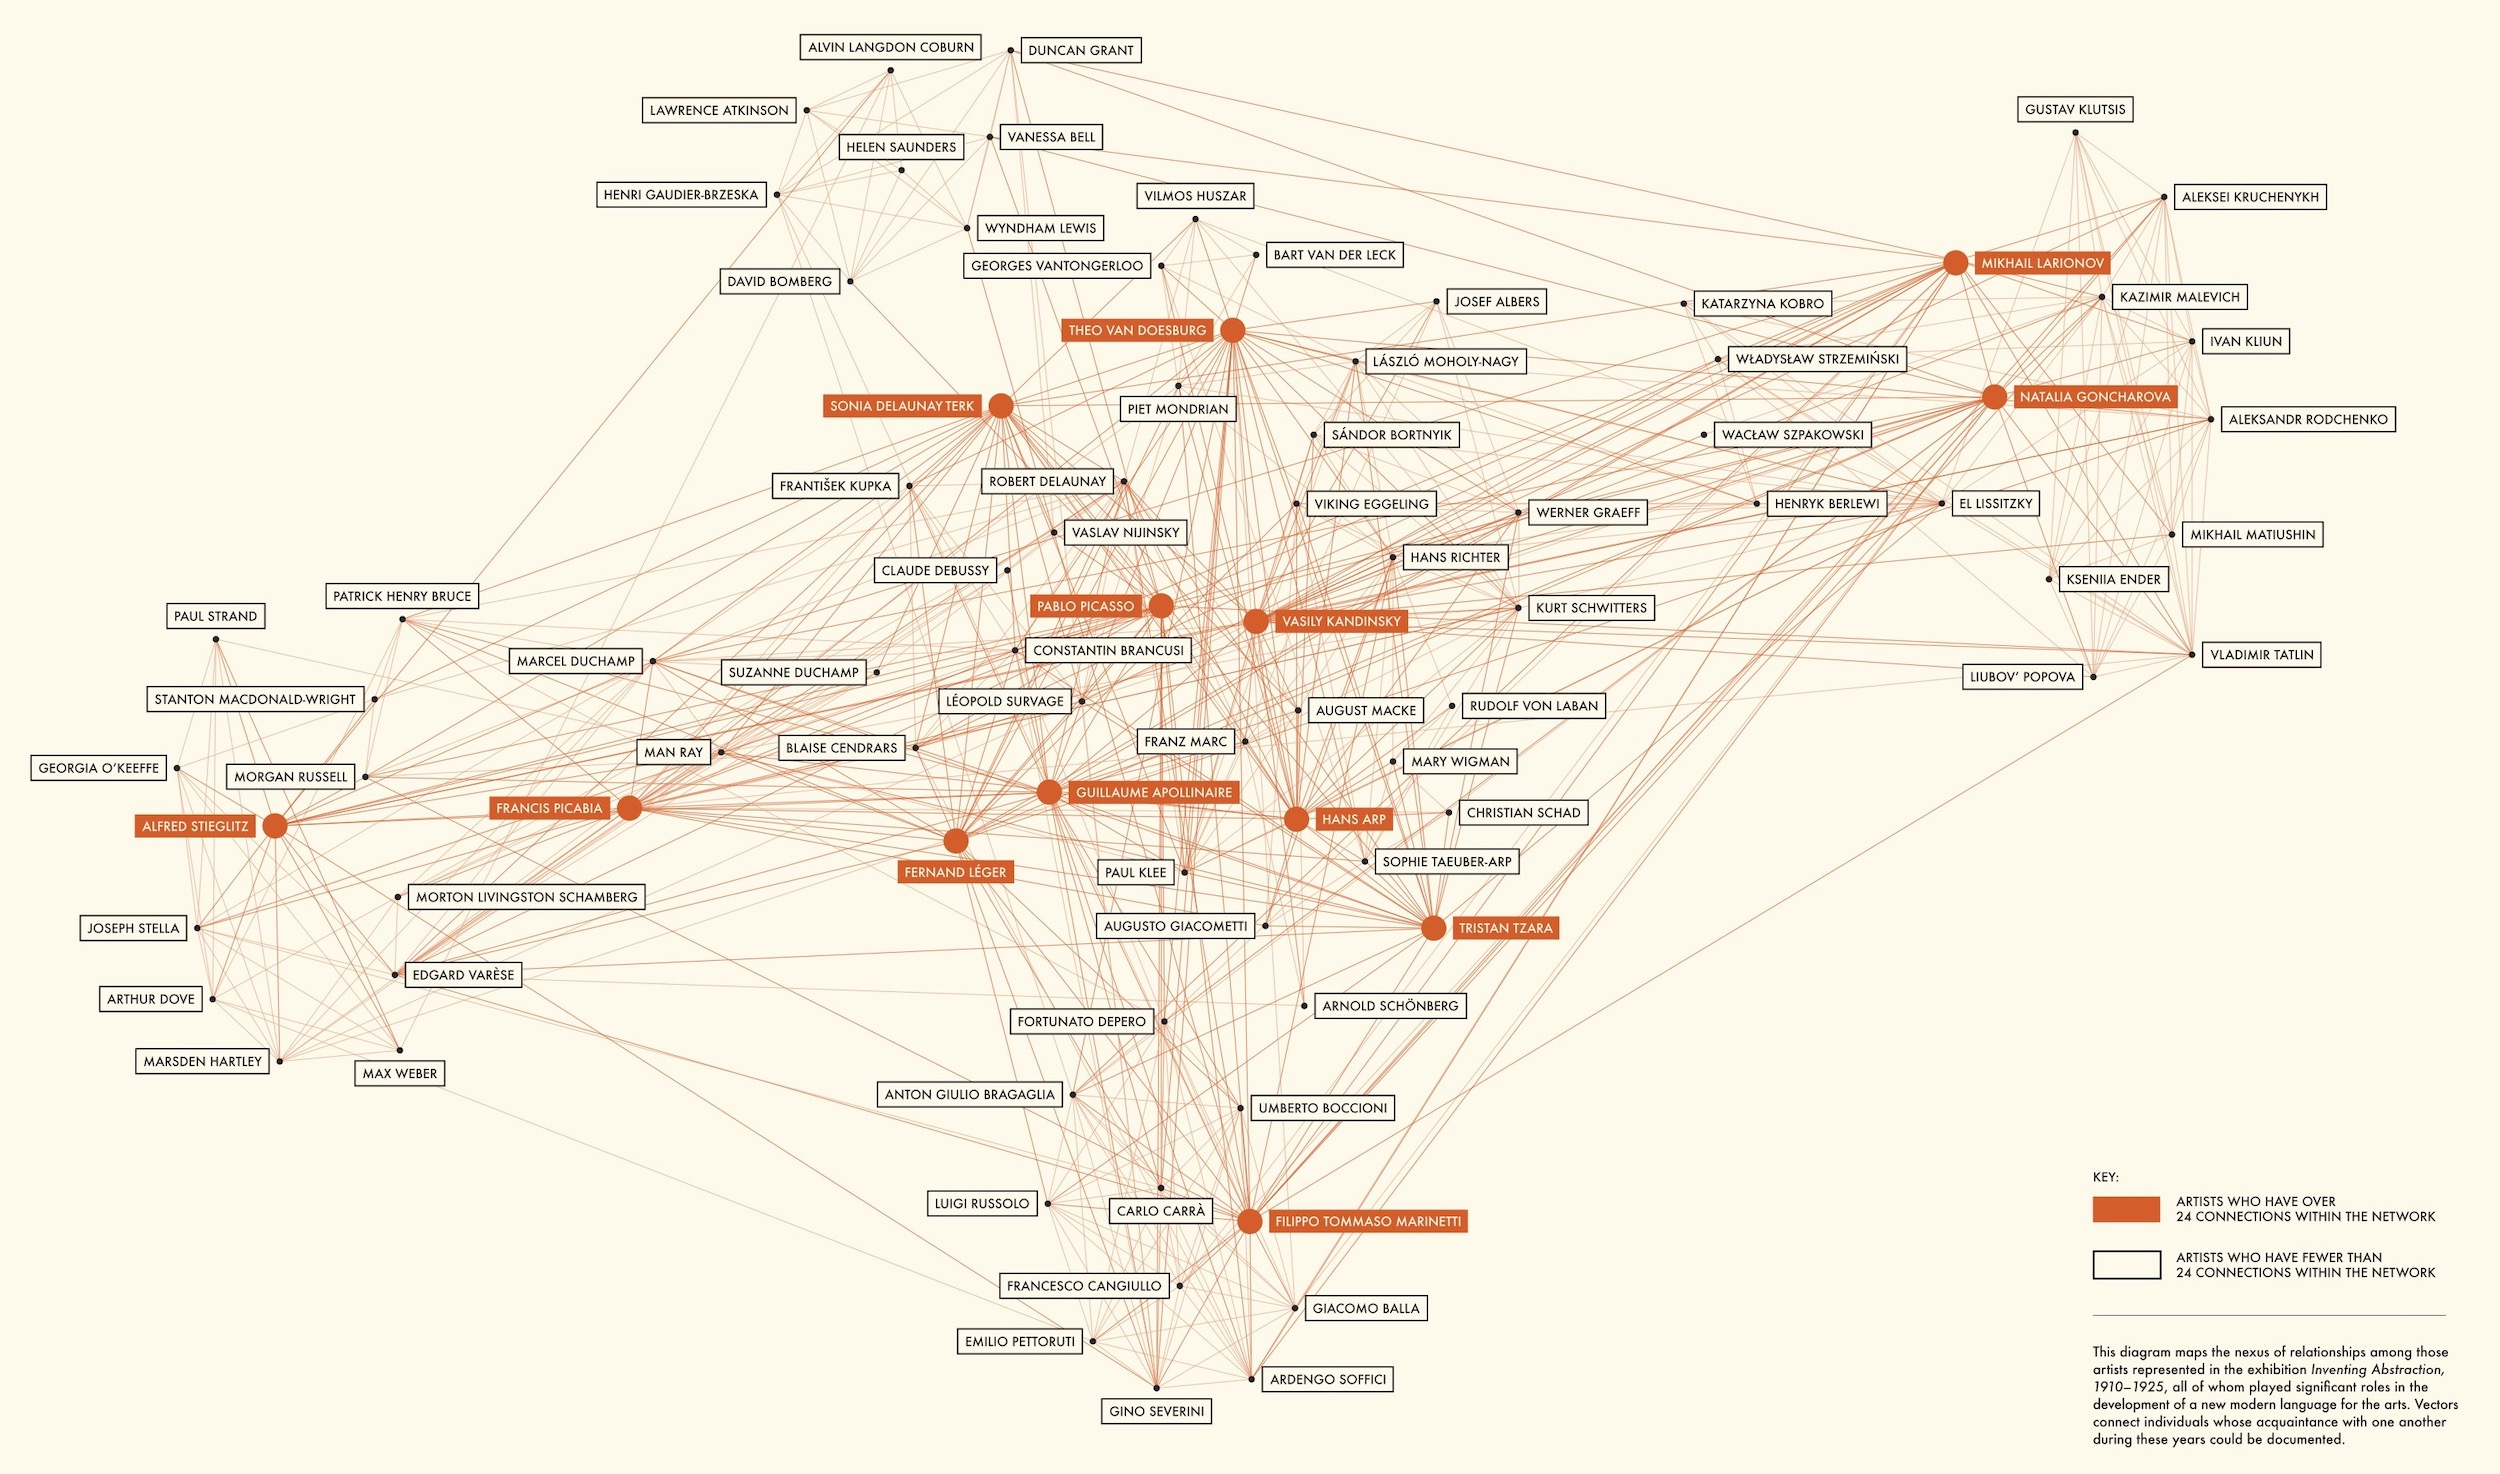 ALVIN LANGDON COBURN
DUNCAN GRANT
LAWRENCE ATKINSON
GUSTAV KLUTSIS
VANESSA BELL
HELEN SAUNDERS
HENRI GAUDIER-BRZESKA
VILMOS HUSZAR
ALEKSEI KRUCHENYKH
WYNDHAM LEWIS
BART VAN DER LECK
GEORGES VANTONGERLOO
MIKHAIL LARIONOV
DAVID BOMBERG
KAZIMIR MALEVICH
JOSEF ALBERS
KATARZYNA KOBRO
THEO VAN DOESBURG
IVAN KLIUN
LÁSZLÓ MOHOLY-NAGY
WŁADYSŁAW STRZEMIŃSKI
NATALIA GONCHAROVA
SONIA DELAUNAY TERK
PIET MONDRIAN
ALEKSANDR RODCHENKO
SÁNDOR BORTNYIK
WACŁAW SZPAKOWSKI
FRANTIŠEK KUPKA
ROBERT DELAUNAY
VIKING EGGELING
HENRYK BERLEWI
EL LISSITZKY
WERNER GRAEFF
VASLAV NIJINSKY
MIKHAIL MATIUSHIN
HANS RICHTER
CLAUDE DEBUSSY
KSENIIA ENDER
PATRICK HENRY BRUCE
PABLO PICASSO
KURT SCHWITTERS
PAUL STRAND
VASILY KANDINSKY
CONSTANTIN BRANCUSI
VLADIMIR TATLIN
MARCEL DUCHAMP
SUZANNE DUCHAMP
LIUBOV’ POPOVA
STANTON MACDONALD-WRIGHT
LÉOPOLD SURVAGE
AUGUST MACKE
RUDOLF VON LABAN
FRANZ MARC
MAN RAY
BLAISE CENDRARS
MARY WIGMAN
GEORGIA O’KEEFFE
MORGAN RUSSELL
GUILLAUME APOLLINAIRE
FRANCIS PICABIA
CHRISTIAN SCHAD
HANS ARP
ALFRED STIEGLITZ
SOPHIE TAEUBER-ARP
FERNAND LÉGER
PAUL KLEE
MORTON LIVINGSTON SCHAMBERG
AUGUSTO GIACOMETTI
JOSEPH STELLA
TRISTAN TZARA
EDGARD VARÈSE
ARTHUR DOVE
ARNOLD SCHÖNBERG
FORTUNATO DEPERO
MARSDEN HARTLEY
MAX WEBER
ANTON GIULIO BRAGAGLIA
UMBERTO BOCCIONI
LUIGI RUSSOLO
CARLO CARRÀ
FILIPPO TOMMASO MARINETTI
FRANCESCO CANGIULLO
GIACOMO BALLA
EMILIO PETTORUTI
ARDENGO SOFFICI
GINO SEVERINI
KEY:
ARTISTS WHO HAVE OVER
24 CONNECTIONS WITHIN THE NETWORK
ARTISTS WHO HAVE FEWER THAN
24 CONNECTIONS WITHIN THE NETWORK
This diagram maps the nexus of relationships among those
artists represented in the exhibition Inventing Abstraction,
1910–1925, all of whom played significant roles in the
development of a new modern language for the arts. Vectors
connect individuals whose acquaintance with one another
during these years could be documented.